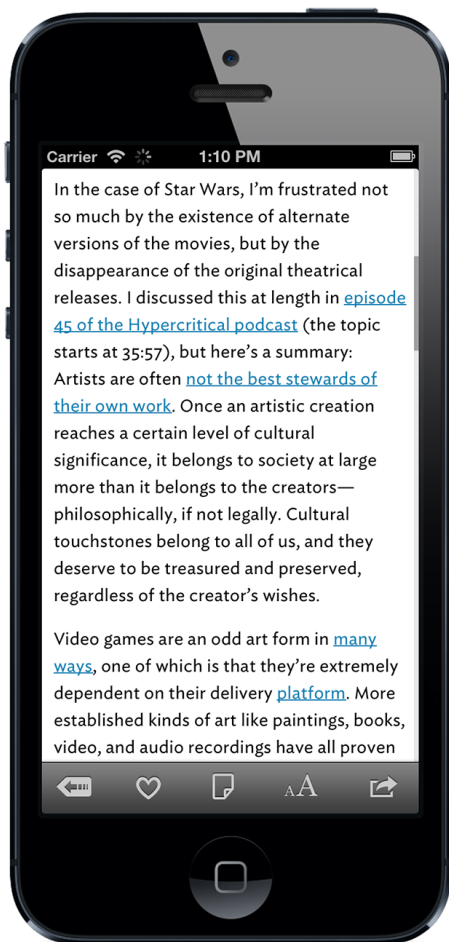 Carrier 1:10 PM
In the case of Star Wars, I’m frustrated not
so much by the existence of alternate
versions of the movies, but by the
disappearance of the original theatrical
releases. I discussed this at length in episode
45 of the Hypercritical podcast (the topic
starts at 35:57), but here’s a summary:
Artists are often not the best stewards of
their own work. Once an artistic creation
reaches a certain level of cultural
significance, it belongs to society at large
more than it belongs to the creators—
philosophically, if not legally. Cultural
touchstones belong to all of us, and they
deserve to be treasured and preserved,
regardless of the creator’s wishes.
Video games are an odd art form in many
ways, one of which is that they’re extremely
dependent on their delivery platform. More
established kinds of art like paintings, books,
video, and audio recordings have all proven
AA